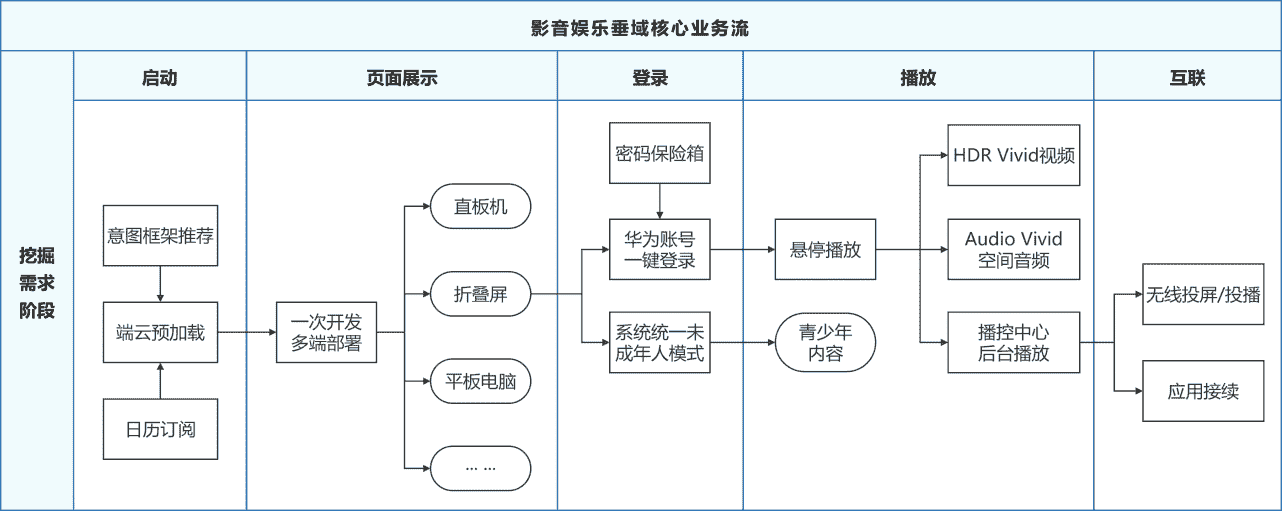 影音娱乐垂域核心业务流
启动
页面展示
登录
播放
互联
挖掘
需求
阶段
意图框架推荐
端云预加载
日历订阅
一次开发
多端部署
直板机
折叠屏
平板电脑
... ...
密码保险箱
华为账号
一键登录
系统统一未
成年人模式
悬停播放
青少年
内容
HDR Vivid视频
Audio Vivid
空间音频
播控中心
后台播放
无线投屏/投播
应用接续